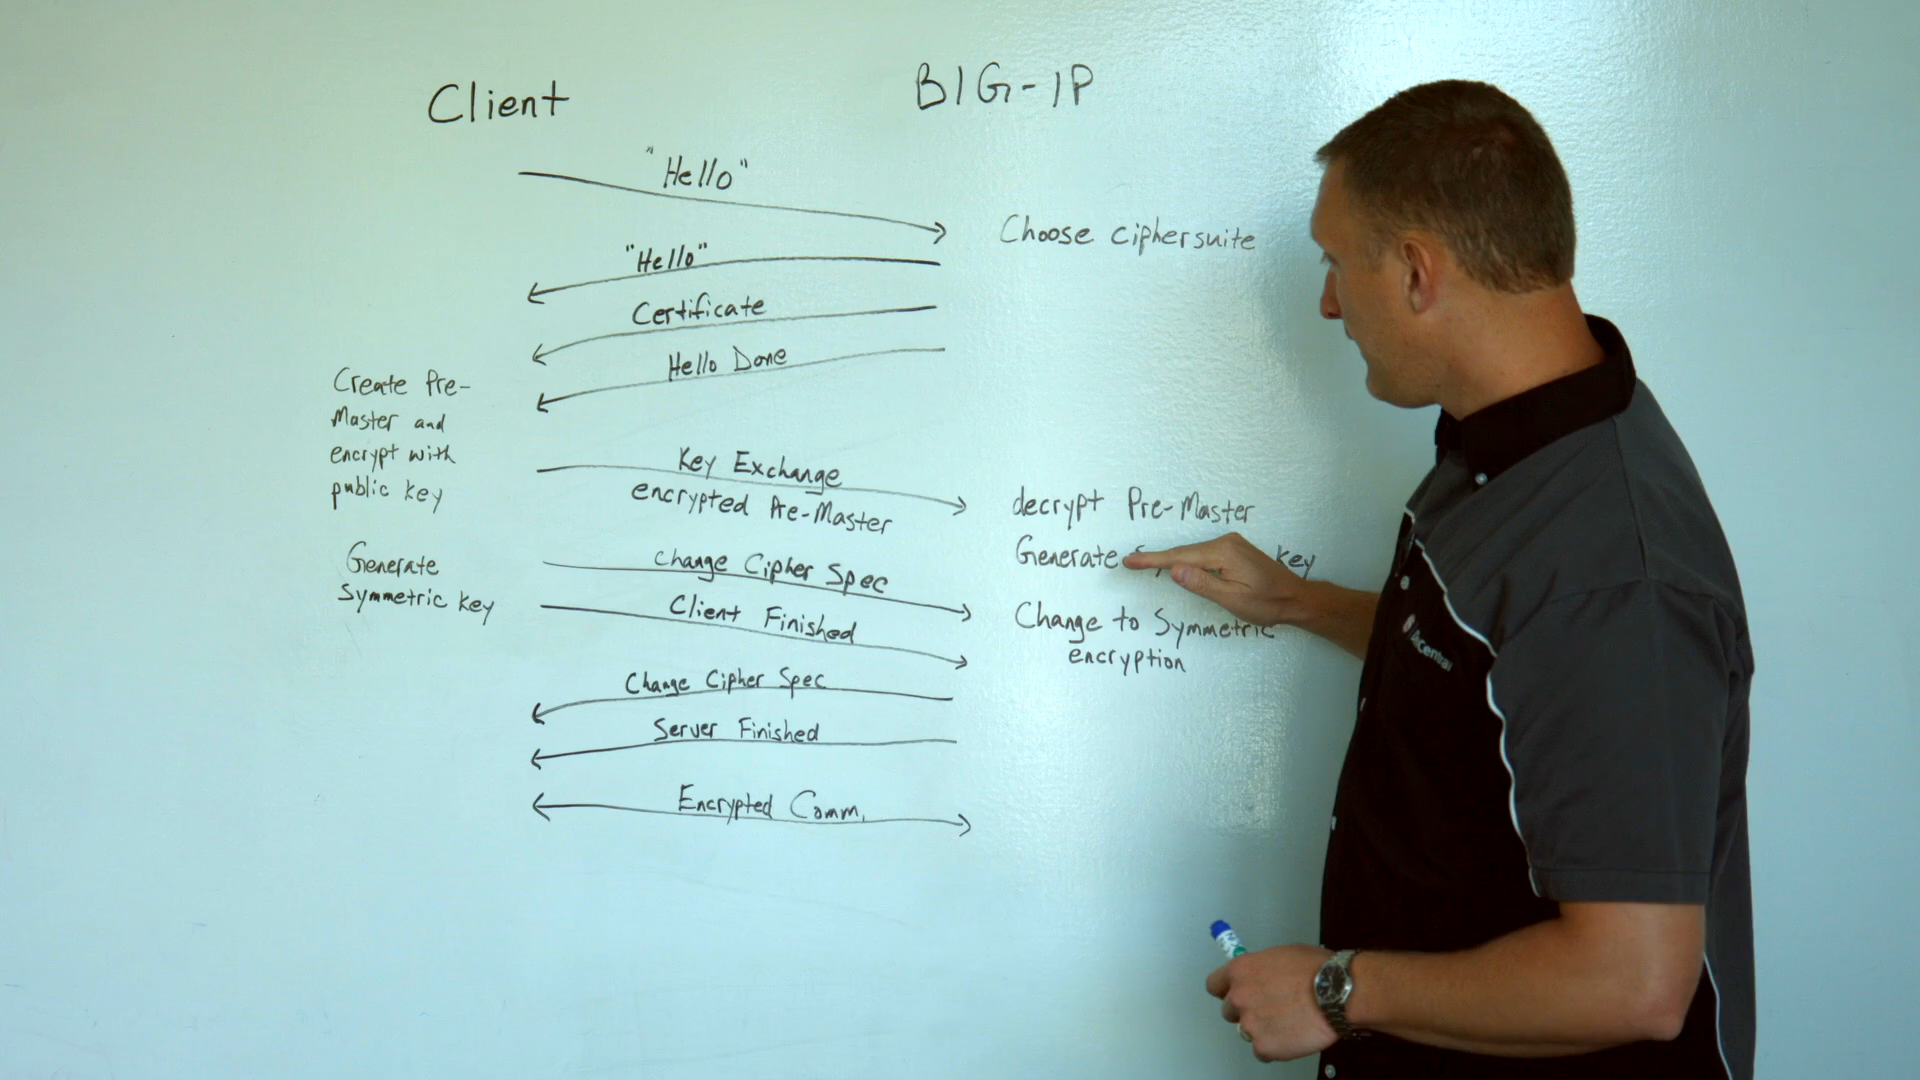 Client
BIG-IP
"Hello"
Choose ciphersuite
"Hello"
Certificate
Hello Done
Create Pre-
Master and
encrypt with
public key
Key Exchange
encrypted Pre-Master
decrypt Pre-Master
Generate
Symmetric key
Change Cipher Spec
Generate key
Client Finished
Change to Symmetric
encryption
Change Cipher Spec
Server Finished
Encrypted Comm.